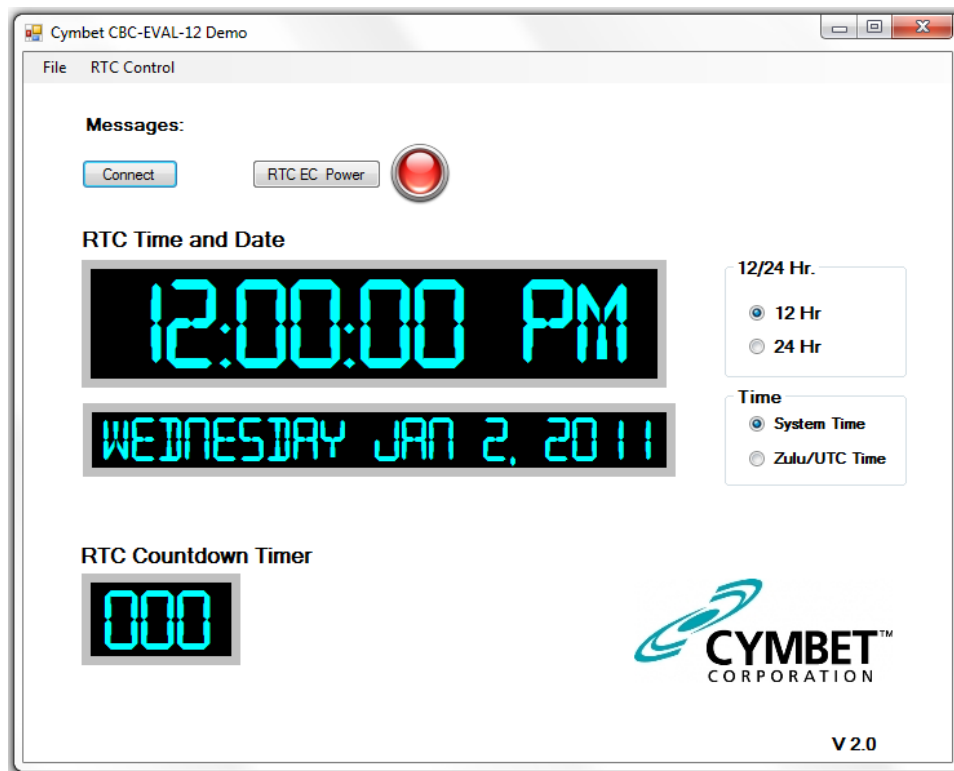 Cymbet CBC-EVAL-12 Demo
File RTC Control
Messages:
Connect RTC EC Power
RTC Time and Date
12:00:00 PM
WEDNESDAY JAN 2, 2011
12/24 Hr.
12 Hr
24 Hr
Time
System Time
Zulu/UTC Time
RTC Countdown Timer
000
CYMBET™
CORPORATION
V 2.0